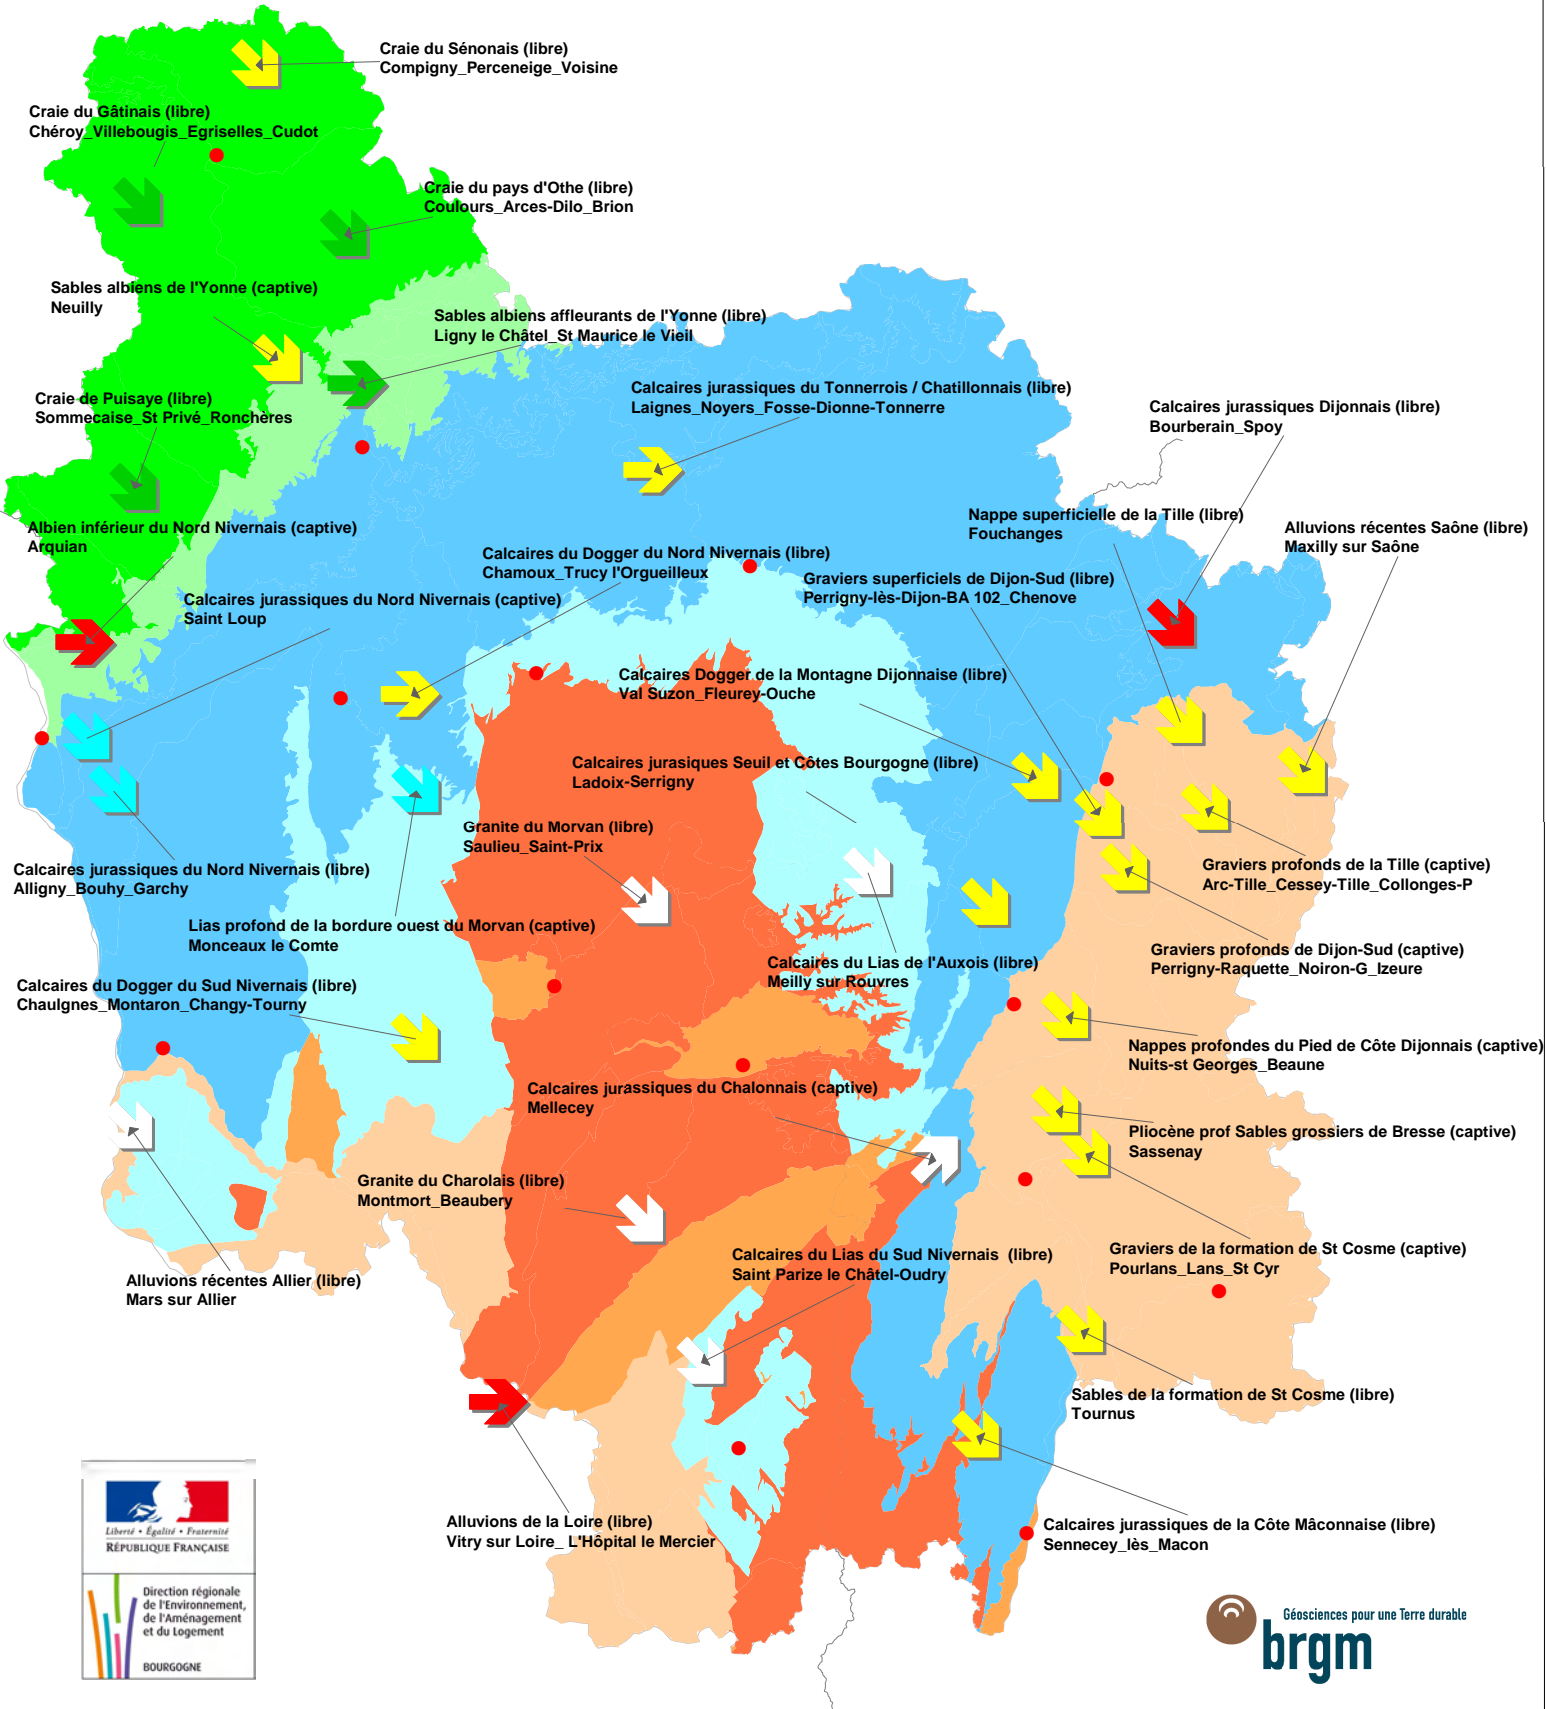 Craie du Sénonais (libre)
Compigny_Perceneige_Voisine
Craie du Gâtinais (libre)
Chéroy_Villebougis_Egriselles_Cudot
Craie du pays d'Othe (libre)
Coulours_Arces-Dilo_Brion
Sables albiens de l'Yonne (captive)
Neuilly
Sables albiens affleurants de l'Yonne (libre)
Ligny le Châtel_St Maurice le Vieil
Craie de Puisaye (libre)
Sommecaise_St Privé_Ronchères
Calcaires jurassiques du Tonnerrois / Chatillonnais (libre)
Laignes_Noyers_Fosse-Dionne-Tonnerre
Calcaires jurassiques Dijonnais (libre)
Bourberain_Spoy
Albien inférieur du Nord Nivernais (captive)
Arquian
Nappe superficielle de la Tille (libre)
Fouchanges
Alluvions récentes Saône (libre)
Maxilly sur Saône
Calcaires du Dogger du Nord Nivernais (libre)
Chamoux_Trucy l'Orgueilleux
Graviers superficiels de Dijon-Sud (libre)
Perrigny-lès-Dijon-BA 102_Chenove
Calcaires jurassiques du Nord Nivernais (captive)
Saint Loup
Calcaires Dogger de la Montagne Dijonnaise (libre)
Val Suzon_Fleurey-Ouche
Calcaires jurasiques Seuil et Côtes Bourgogne (libre)
Ladoix-Serrigny
Granite du Morvan (libre)
Saulieu_Saint-Prix
Calcaires jurassiques du Nord Nivernais (libre)
Alligny_Bouhy_Garchy
Graviers profonds de la Tille (captive)
Arc-Tille_Cessey-Tille_Collonges-P
Lias profond de la bordure ouest du Morvan (captive)
Monceaux le Comte
Graviers profonds de Dijon-Sud (captive)
Perrigny-Raquette_Noiron-G_Izeure
Calcaires du Lias de l'Auxois (libre)
Meilly sur Rouvres
Calcaires du Dogger du Sud Nivernais (libre)
Chaulgnes_Montaron_Changy-Tourny
Nappes profondes du Pied de Côte Dijonnais (captive)
Nuits-st Georges_Beaune
Calcaires jurassiques du Chalonnais (captive)
Mellecey
Pliocène prof Sables grossiers de Bresse (captive)
Sassenay
Granite du Charolais (libre)
Montmort_Beaubery
Calcaires du Lias du Sud Nivernais (libre)
Saint Parize le Châtel-Oudry
Graviers de la formation de St Cosme (captive)
Pourlans_Lans_St Cyr
Alluvions récentes Allier (libre)
Mars sur Allier
Sables de la formation de St Cosme (libre)
Tournus
Alluvions de la Loire (libre)
Vitry sur Loire_ L'Hôpital le Mercier
Calcaires jurassiques de la Côte Mâconnaise (libre)
Sennecey_lès_Macon
Liberté • Égalité • Fraternité
RÉPUBLIQUE FRANÇAISE
Direction régionale
de l'Environnement,
de l'Aménagement
et du Logement
BOURGOGNE
Géosciences pour une Terre durable
brgm